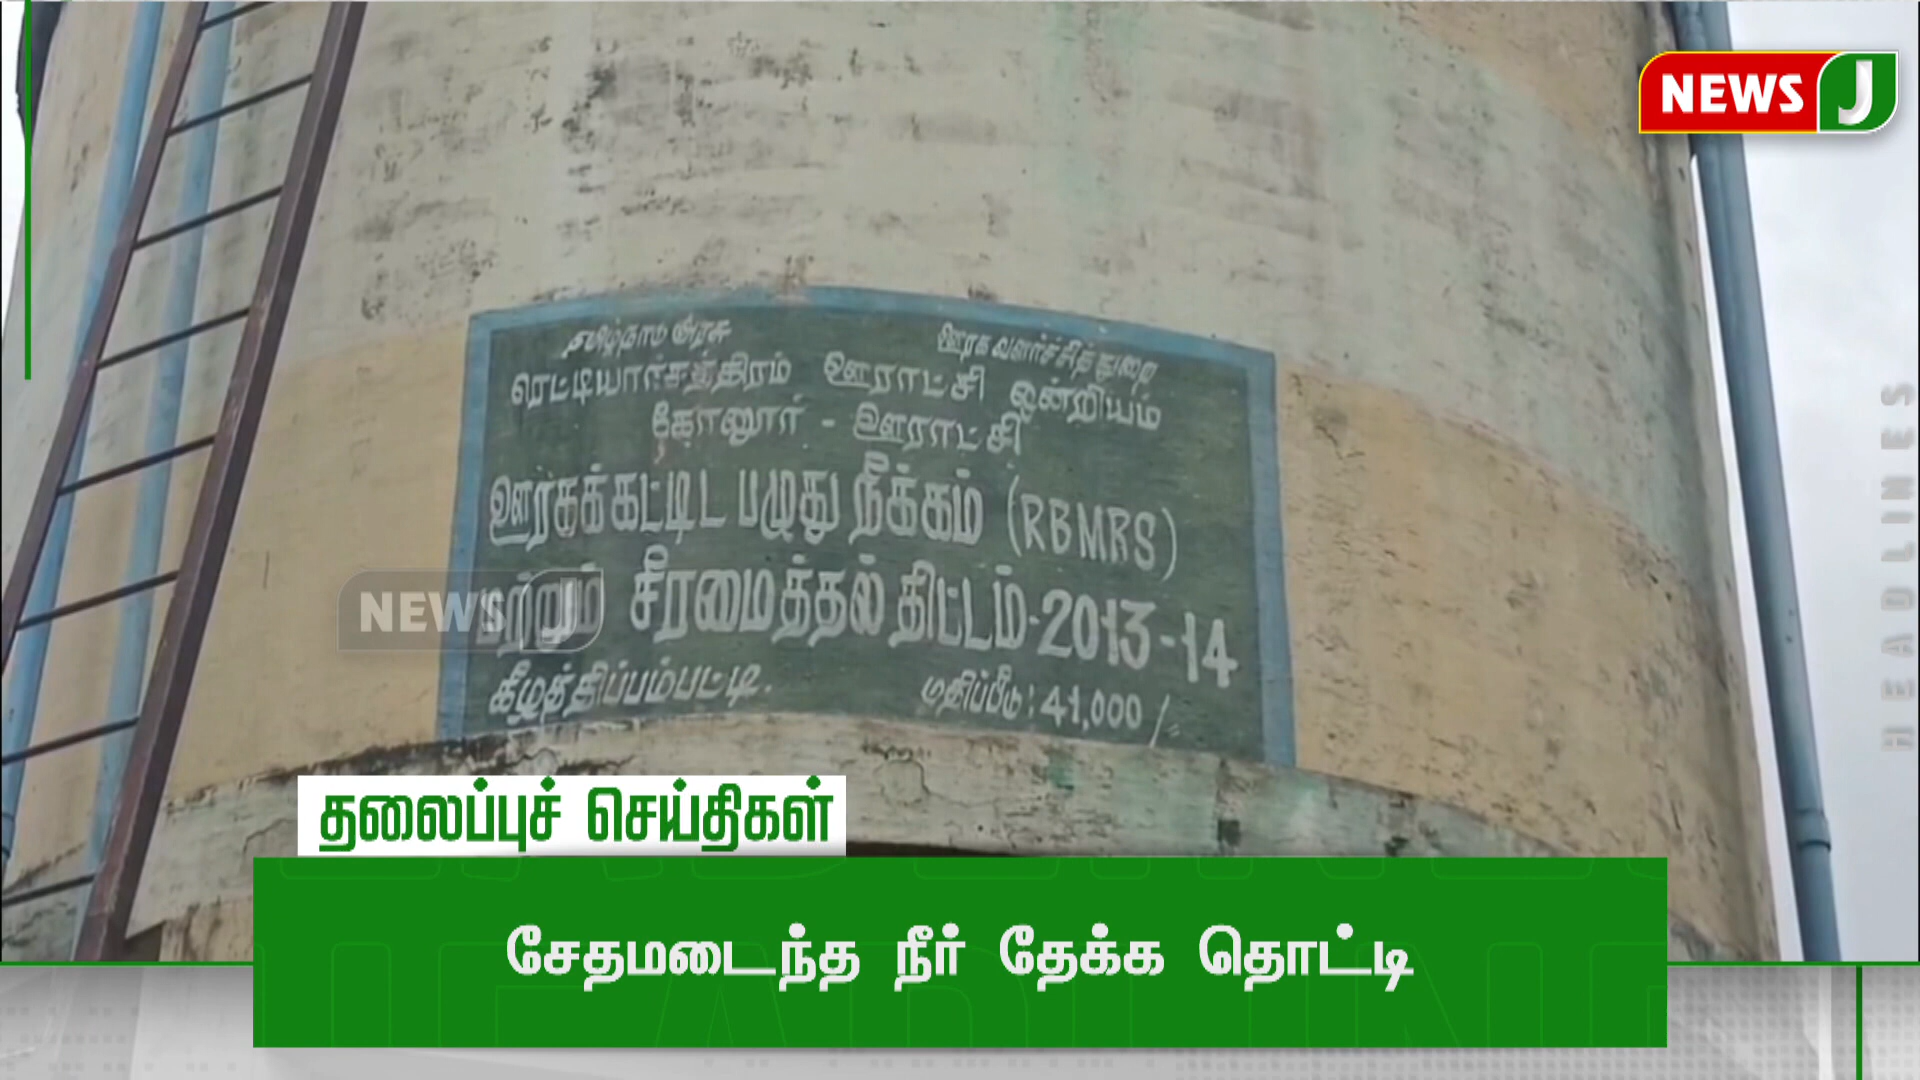 NEWS J
தமிழ்நாடு அரசு ஊரக வளர்ச்சித்துறை
ரெட்டியார்சத்திரம் ஊராட்சி ஒன்றியம்
கோனூர் - ஊராட்சி
ஊரகக்கட்டிட பழுது நீக்கம் (RBMRS)
மற்றும் சீரமைத்தல் திட்டம்-2013-14
கீழத்திப்பம்பட்டி. மதிப்பீடு: 41,000/=
NEWS J
HEADLINES
தலைப்புச் செய்திகள்
சேதமடைந்த நீர் தேக்க தொட்டி